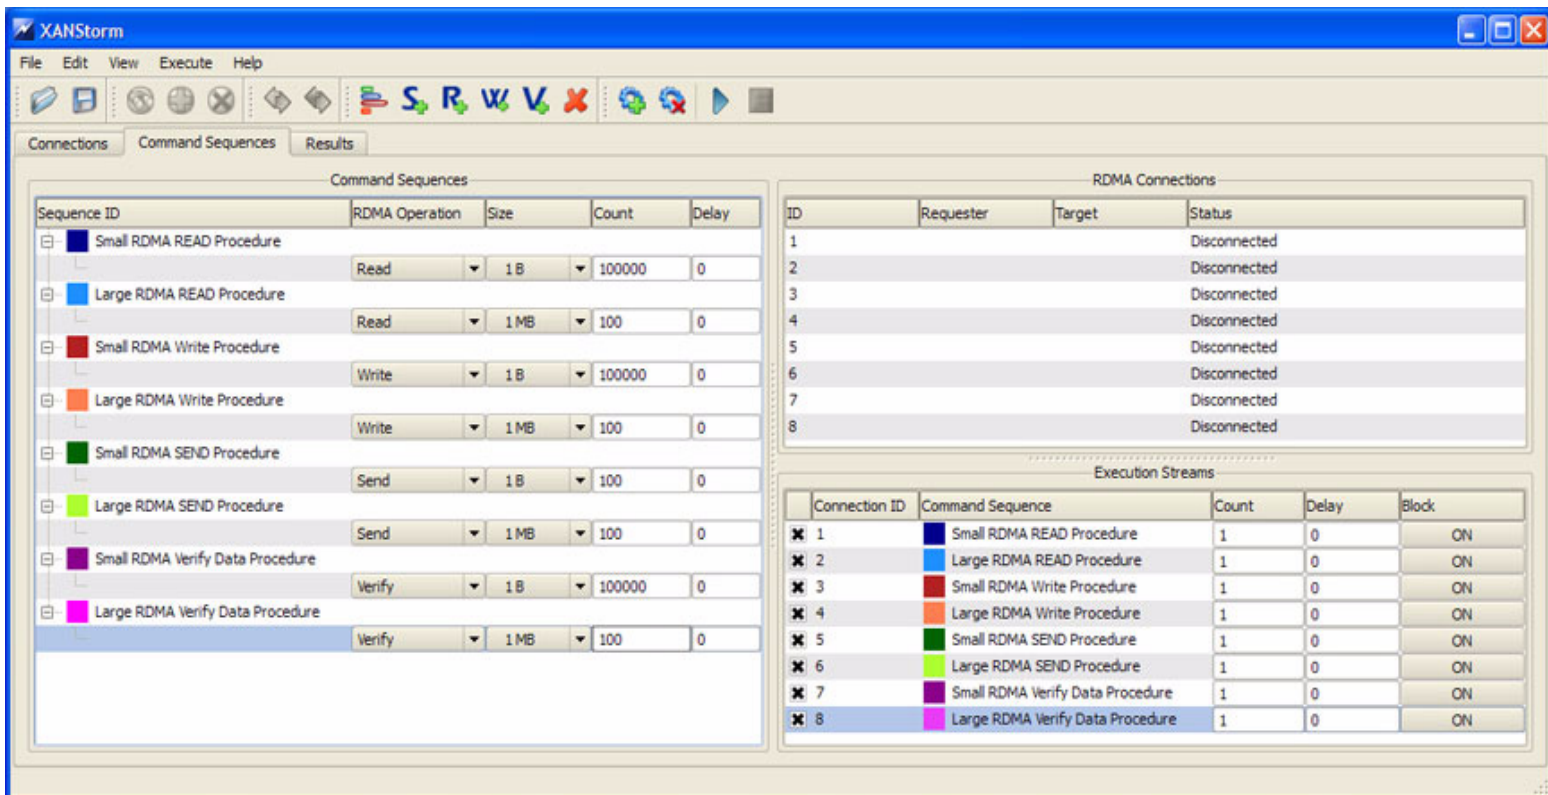 XANStorm
File Edit View Execute Help
S R W V
Connections Command Sequences Results
Command Sequences
Sequence ID RDMA Operation Size Count Delay
Small RDMA READ Procedure
Read 1 B 100000 0
Large RDMA READ Procedure
Read 1 MB 100 0
Small RDMA Write Procedure
Write 1 B 100000 0
Large RDMA Write Procedure
Write 1 MB 100 0
Small RDMA SEND Procedure
Send 1 B 100 0
Large RDMA SEND Procedure
Send 1 MB 100 0
Small RDMA Verify Data Procedure
Verify 1 B 100000 0
Large RDMA Verify Data Procedure
Verify 1 MB 100 0
RDMA Connections
ID Requester Target Status
1 Disconnected
2 Disconnected
3 Disconnected
4 Disconnected
5 Disconnected
6 Disconnected
7 Disconnected
8 Disconnected
Execution Streams
Connection ID Command Sequence Count Delay Block
1 Small RDMA READ Procedure 1 0 ON
2 Large RDMA READ Procedure 1 0 ON
3 Small RDMA Write Procedure 1 0 ON
4 Large RDMA Write Procedure 1 0 ON
5 Small RDMA SEND Procedure 1 0 ON
6 Large RDMA SEND Procedure 1 0 ON
7 Small RDMA Verify Data Procedure 1 0 ON
8 Large RDMA Verify Data Procedure 1 0 ON